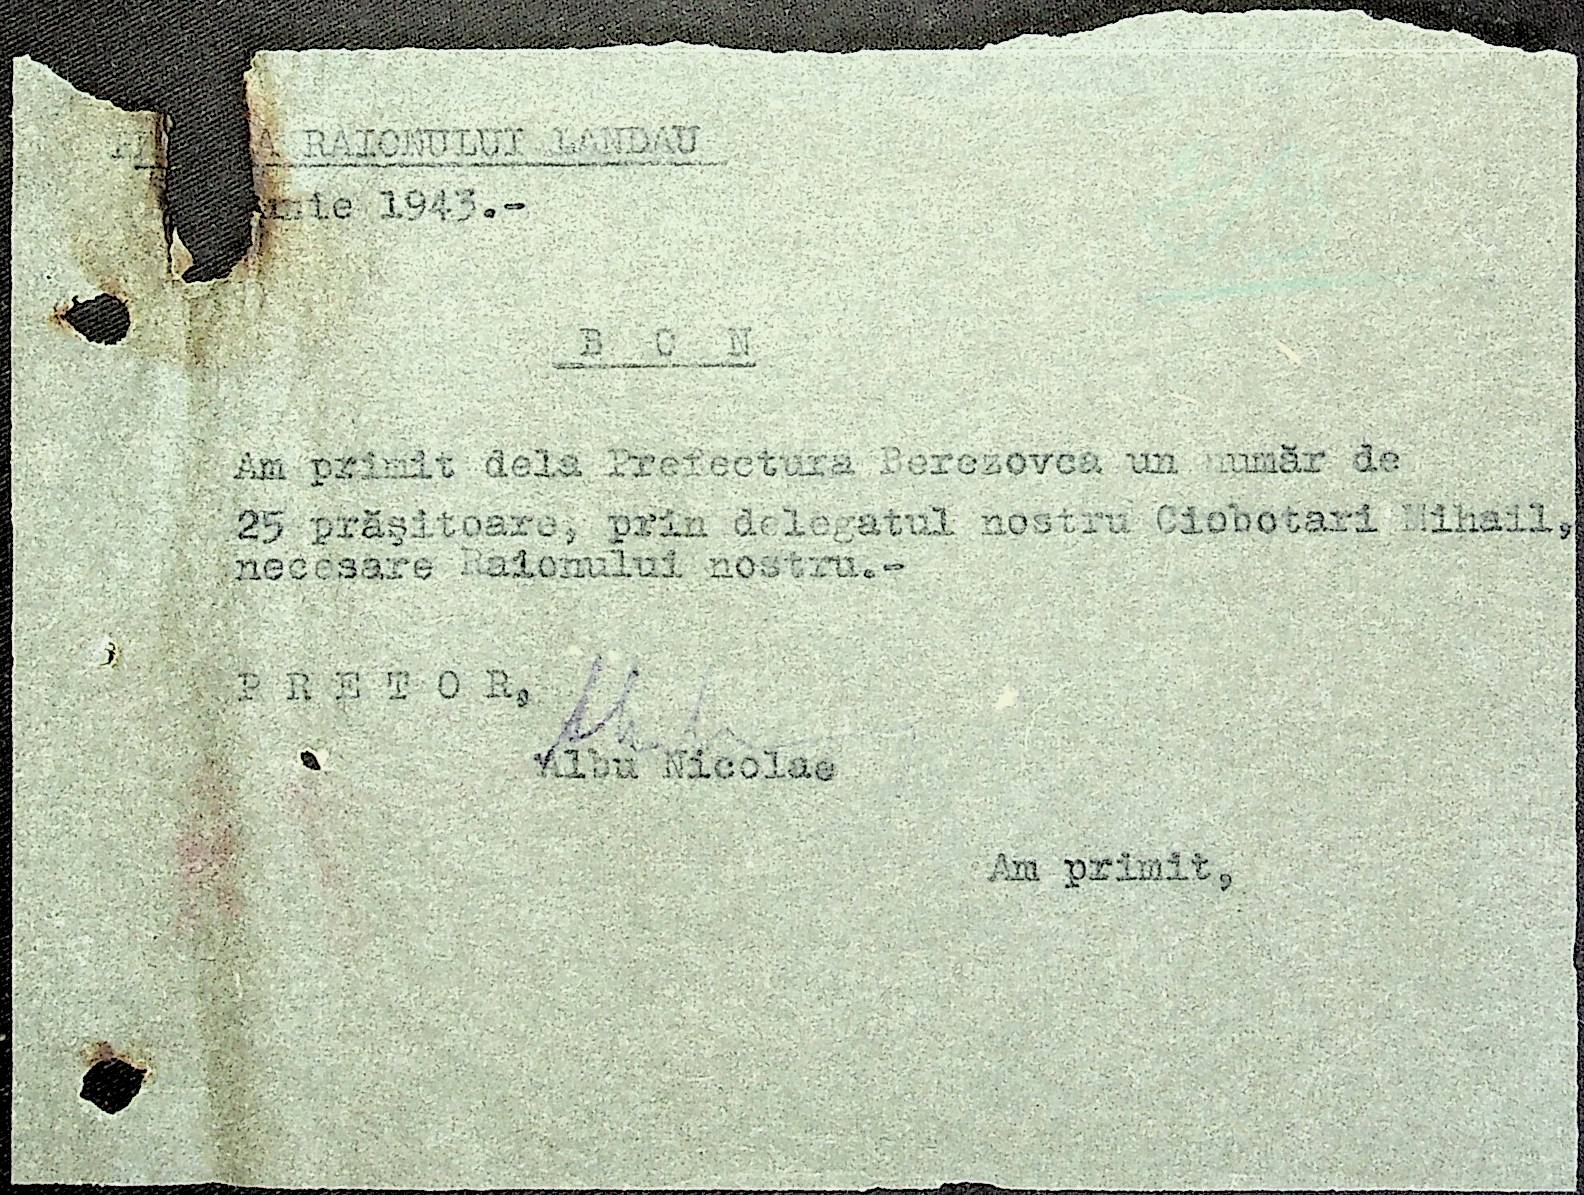 A RAIONULUI LANDAU
unie 1943.-
B O N
Am primit dela Prefectura Berezovca un număr de
25 prăşitoare, prin delegatul nostru Ciobotari Mihail,
necesare Raionului nostru.-
P R E T O R,
Albu Nicolae
Am primit,